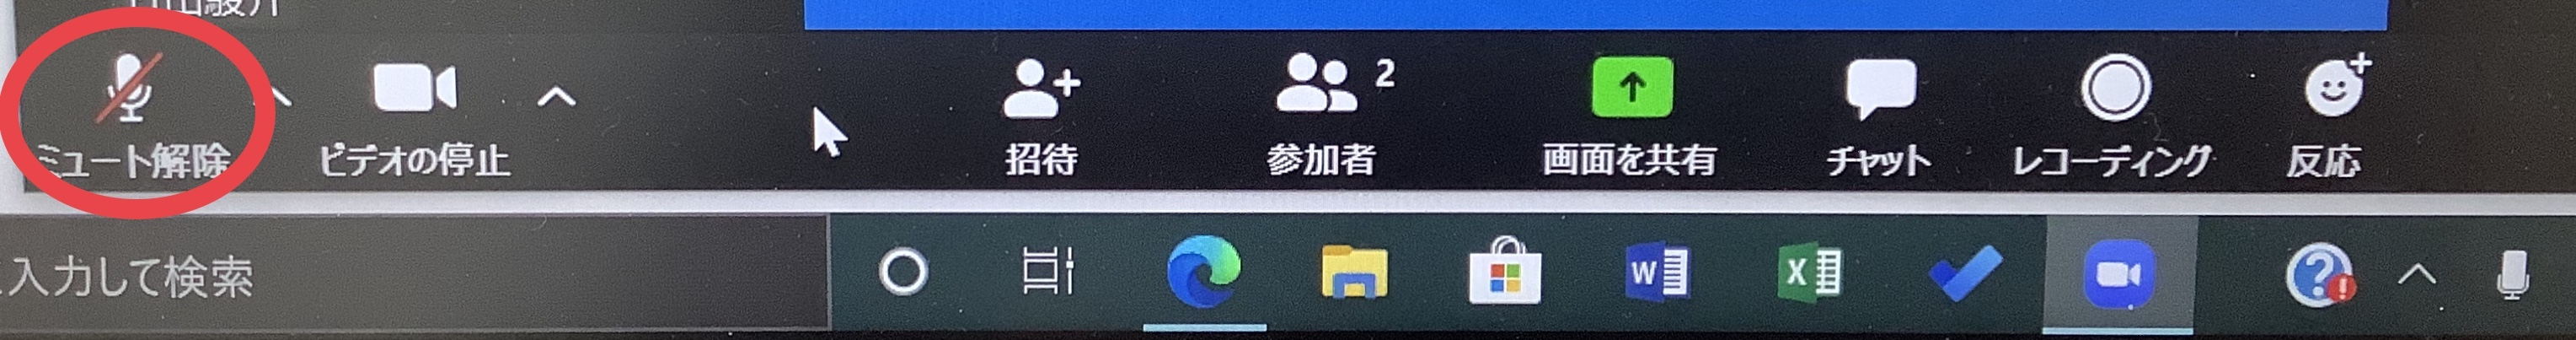 ミュート解除
ビデオの停止
招待
参加者
2
画面を共有
チャット
レコーディング
反応
入力して検索
W
X